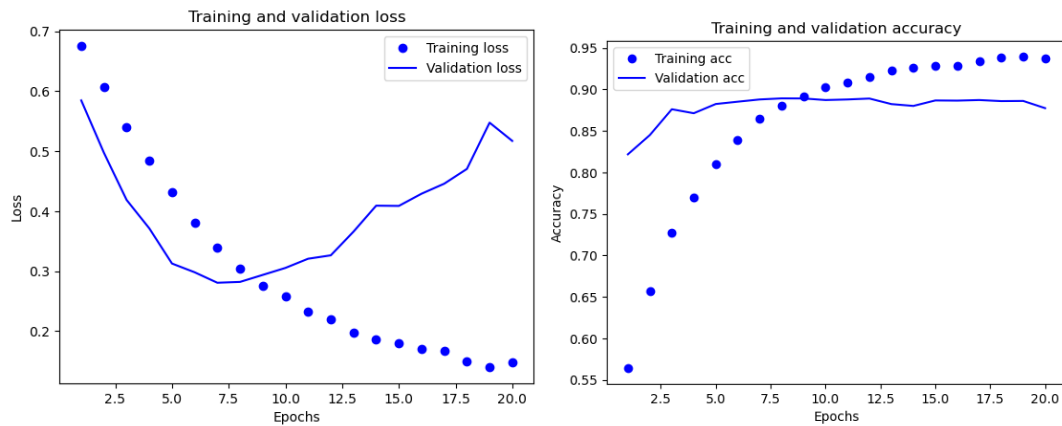 Training and validation loss
0.7
0.6
0.5
0.4
0.3
0.2
Loss
Training loss
Validation loss
2.5 5.0 7.5 10.0 12.5 15.0 17.5 20.0
Epochs
Training and validation accuracy
0.95
0.90
0.85
0.80
0.75
0.70
0.65
0.60
0.55
Accuracy
Training acc
Validation acc
2.5 5.0 7.5 10.0 12.5 15.0 17.5 20.0
Epochs